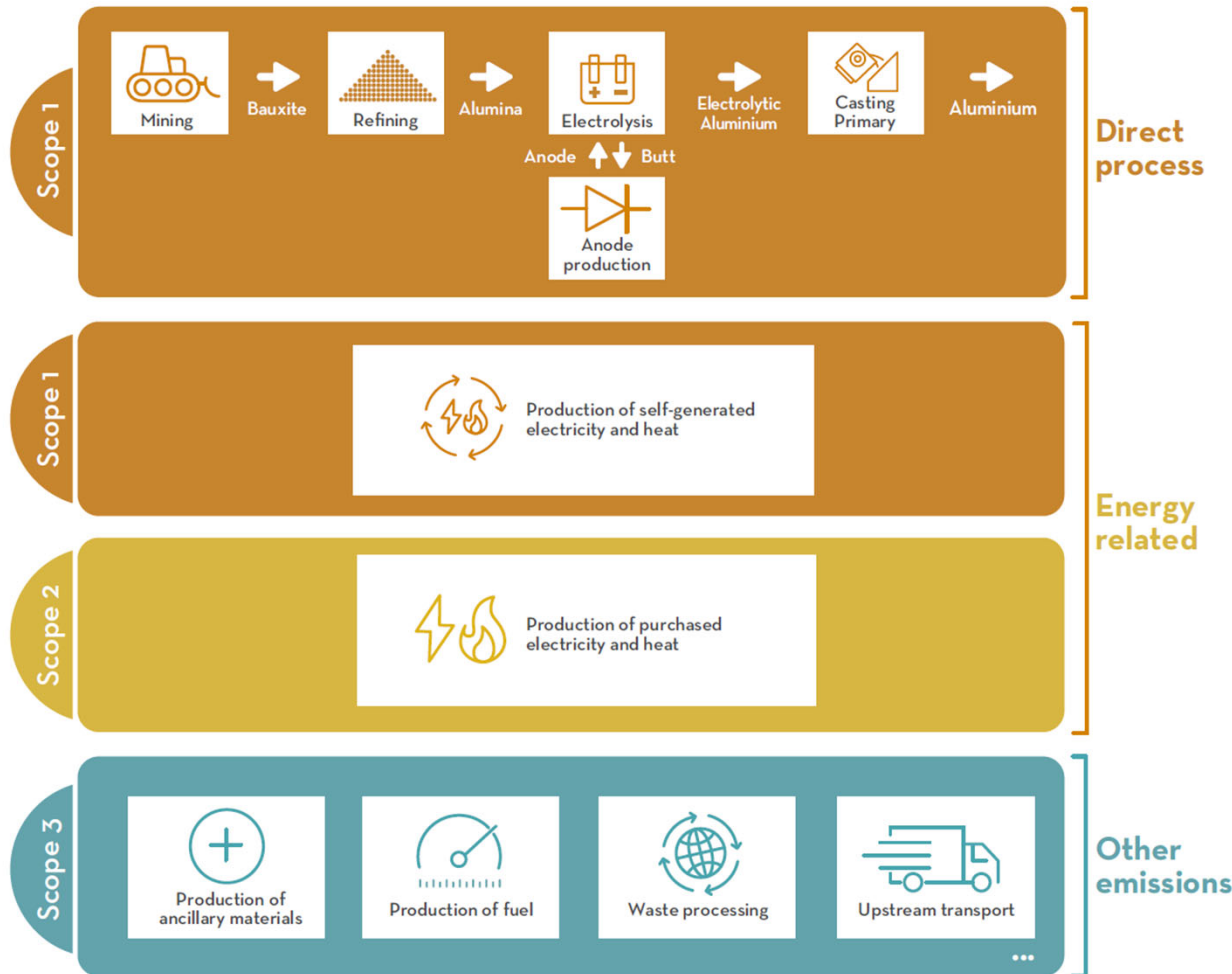 Scope 1
Mining
Bauxite
Refining
Alumina
Electrolysis
Electrolytic
Aluminium
Casting
Primary
Aluminium
Anode
Butt
Anode
production
Direct
process
Scope 1
Production of self-generated
electricity and heat
Energy
related
Scope 2
Production of purchased
electricity and heat
Scope 3
Production of
ancillary materials
Production of fuel
Waste processing
Upstream transport
...
Other
emissions